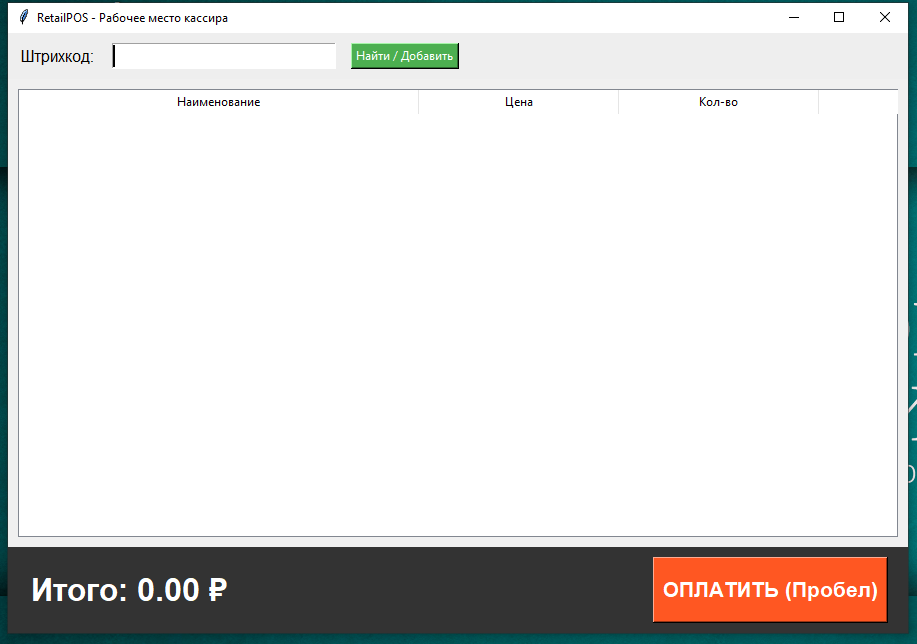 RetailPOS - Рабочее место кассира
Штрихкод: Найти / Добавить
Наименование Цена Кол-во
Итого: 0.00 ₽ ОПЛАТИТЬ (Пробел)